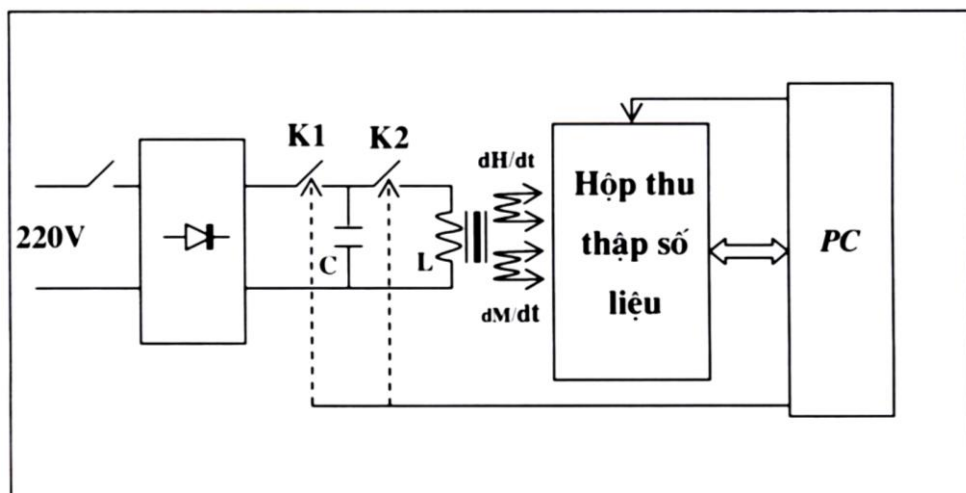 220V
K1
K2
C
L
dH/dt
dM/dt
Hộp thu
thập số
liệu
PC